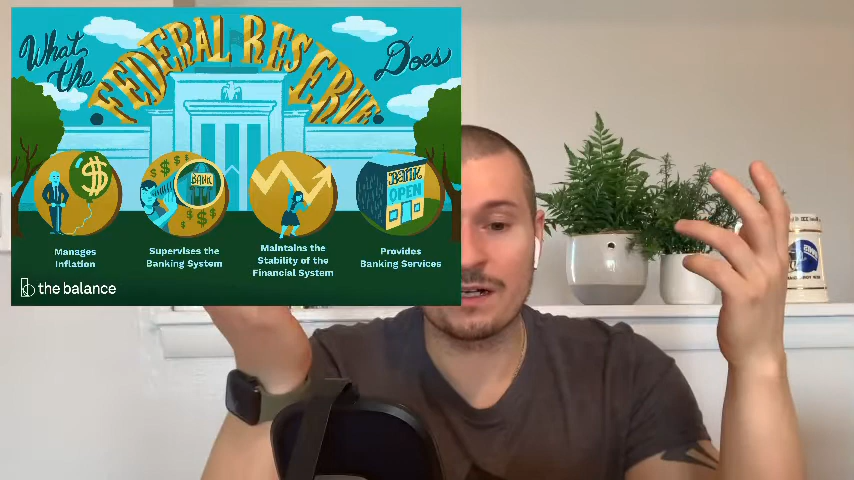 What the
FEDERAL RESERVE
Does
BANK
BANK
OPEN
Manages
Inflation
Supervises the
Banking System
Maintains the
Stability of the
Financial System
Provides
Banking Services
the balance